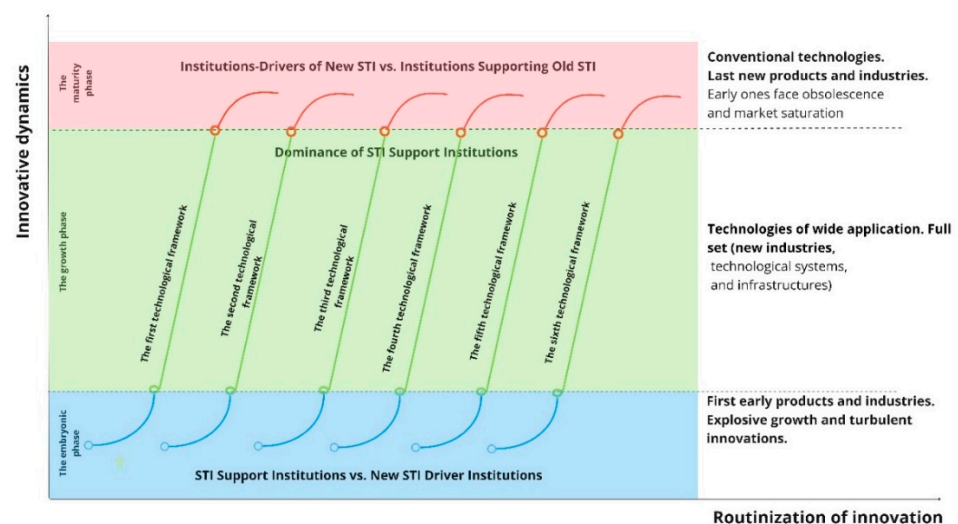 Innovative dynamics
The
maturity
phase
Institutions-Drivers of New STI vs. Institutions Supporting Old STI
Conventional technologies.
Last new products and industries.
Early ones face obsolescence
and market saturation
Dominance of STI Support Institutions
The growth phase
The first technological framework
The second technological
framework
The third technological
framework
The fourth technological framework
The fifth technological framework
The sixth technological framework
Technologies of wide application. Full
set (new industries,
technological systems,
and infrastructures)
The embryonic
phase
STI Support Institutions vs. New STI Driver Institutions
First early products and industries.
Explosive growth and turbulent
innovations.
Routinization of innovation